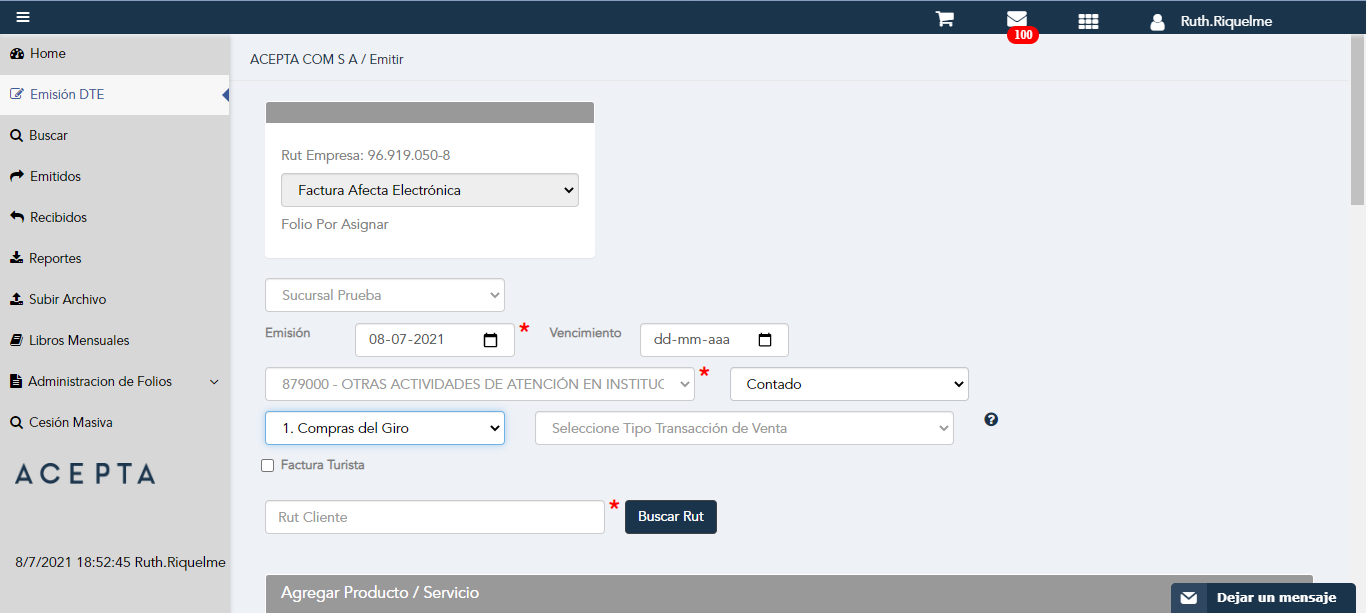 100
Ruth.Riquelme
Home
Emisión DTE
Buscar
Emitidos
Recibidos
Reportes
Subir Archivo
Libros Mensuales
Administracion de Folios
Cesión Masiva
ACEPTA
8/7/2021 18:52:45 Ruth.Riquelme
ACEPTA COM S A / Emitir
Rut Empresa: 96.919.050-8
Factura Afecta Electrónica
Folio Por Asignar
Sucursal Prueba
Emisión 08-07-2021 * Vencimiento dd-mm-aaa
879000 - OTRAS ACTIVIDADES DE ATENCIÓN EN INSTITUC * Contado
1. Compras del Giro Seleccione Tipo Transacción de Venta ?
Factura Turista
Rut Cliente * Buscar Rut
Agregar Producto / Servicio
Dejar un mensaje